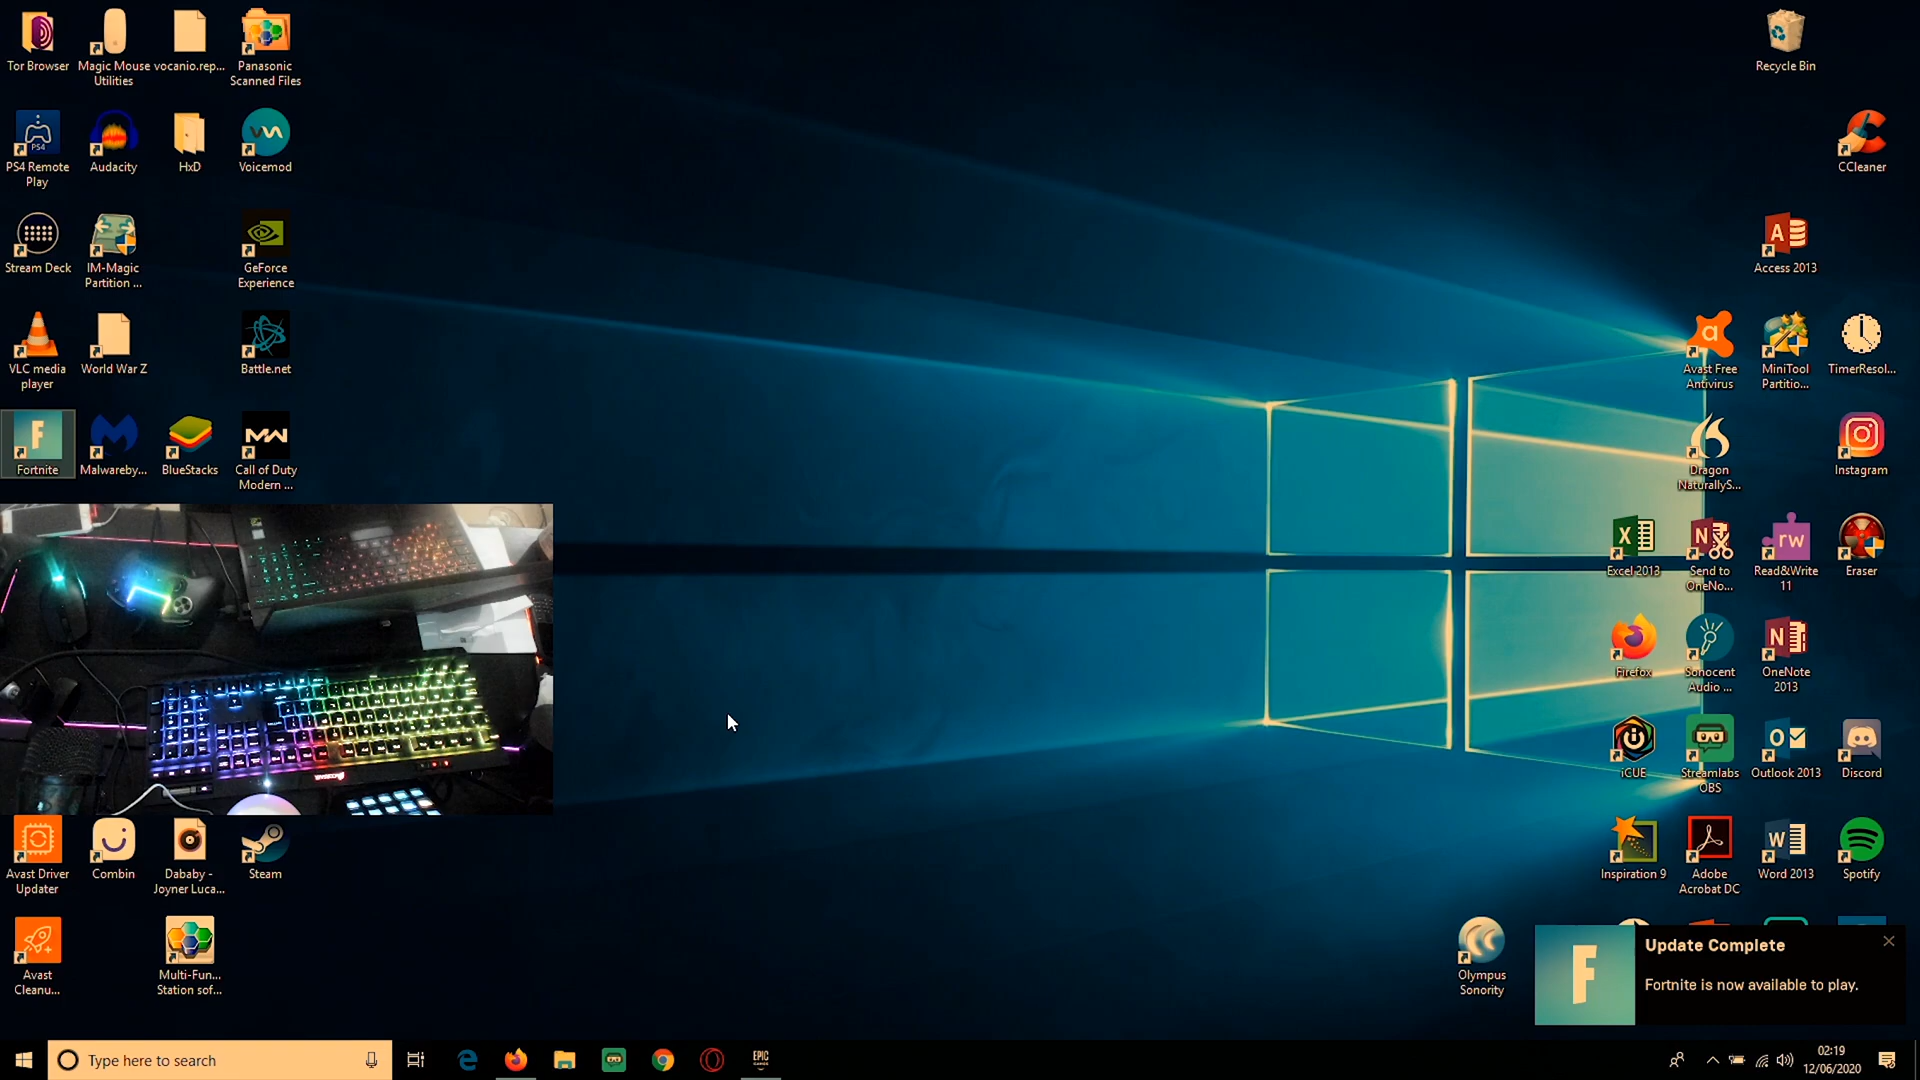 Tor Browser
Magic Mouse
Utilities
vocanio.rep...
Panasonic
Scanned Files
Recycle Bin
PS4
PS4 Remote
Play
Audacity
HxD
Voicemod
CCleaner
Stream Deck
IM-Magic
Partition ...
GeForce
Experience
A
Access 2013
VLC media
player
World War Z
Battle.net
a
Avast Free
Antivirus
MiniTool
Partitio...
TimerResol...
F
Fortnite
Malwareby...
BlueStacks
MW
Call of Duty
Modern ...
Dragon
NaturallyS...
Instagram
X
Excel 2013
N
Send to
OneNo...
rw
Read&Write
11
Eraser
Firefox
Sonocent
Audio ...
N
OneNote
2013
iCUE
Streamlabs
OBS
O
Outlook 2013
Discord
Avast Driver
Updater
Combin
Dababy -
Joyner Luca...
Steam
Inspiration 9
Adobe
Acrobat DC
W
Word 2013
Spotify
Avast
Cleanu...
Multi-Fun...
Station sof...
Olympus
Sonority
F
Update Complete
Fortnite is now available to play.
Type here to search
EPIC
GAMES
02:19
12/06/2020